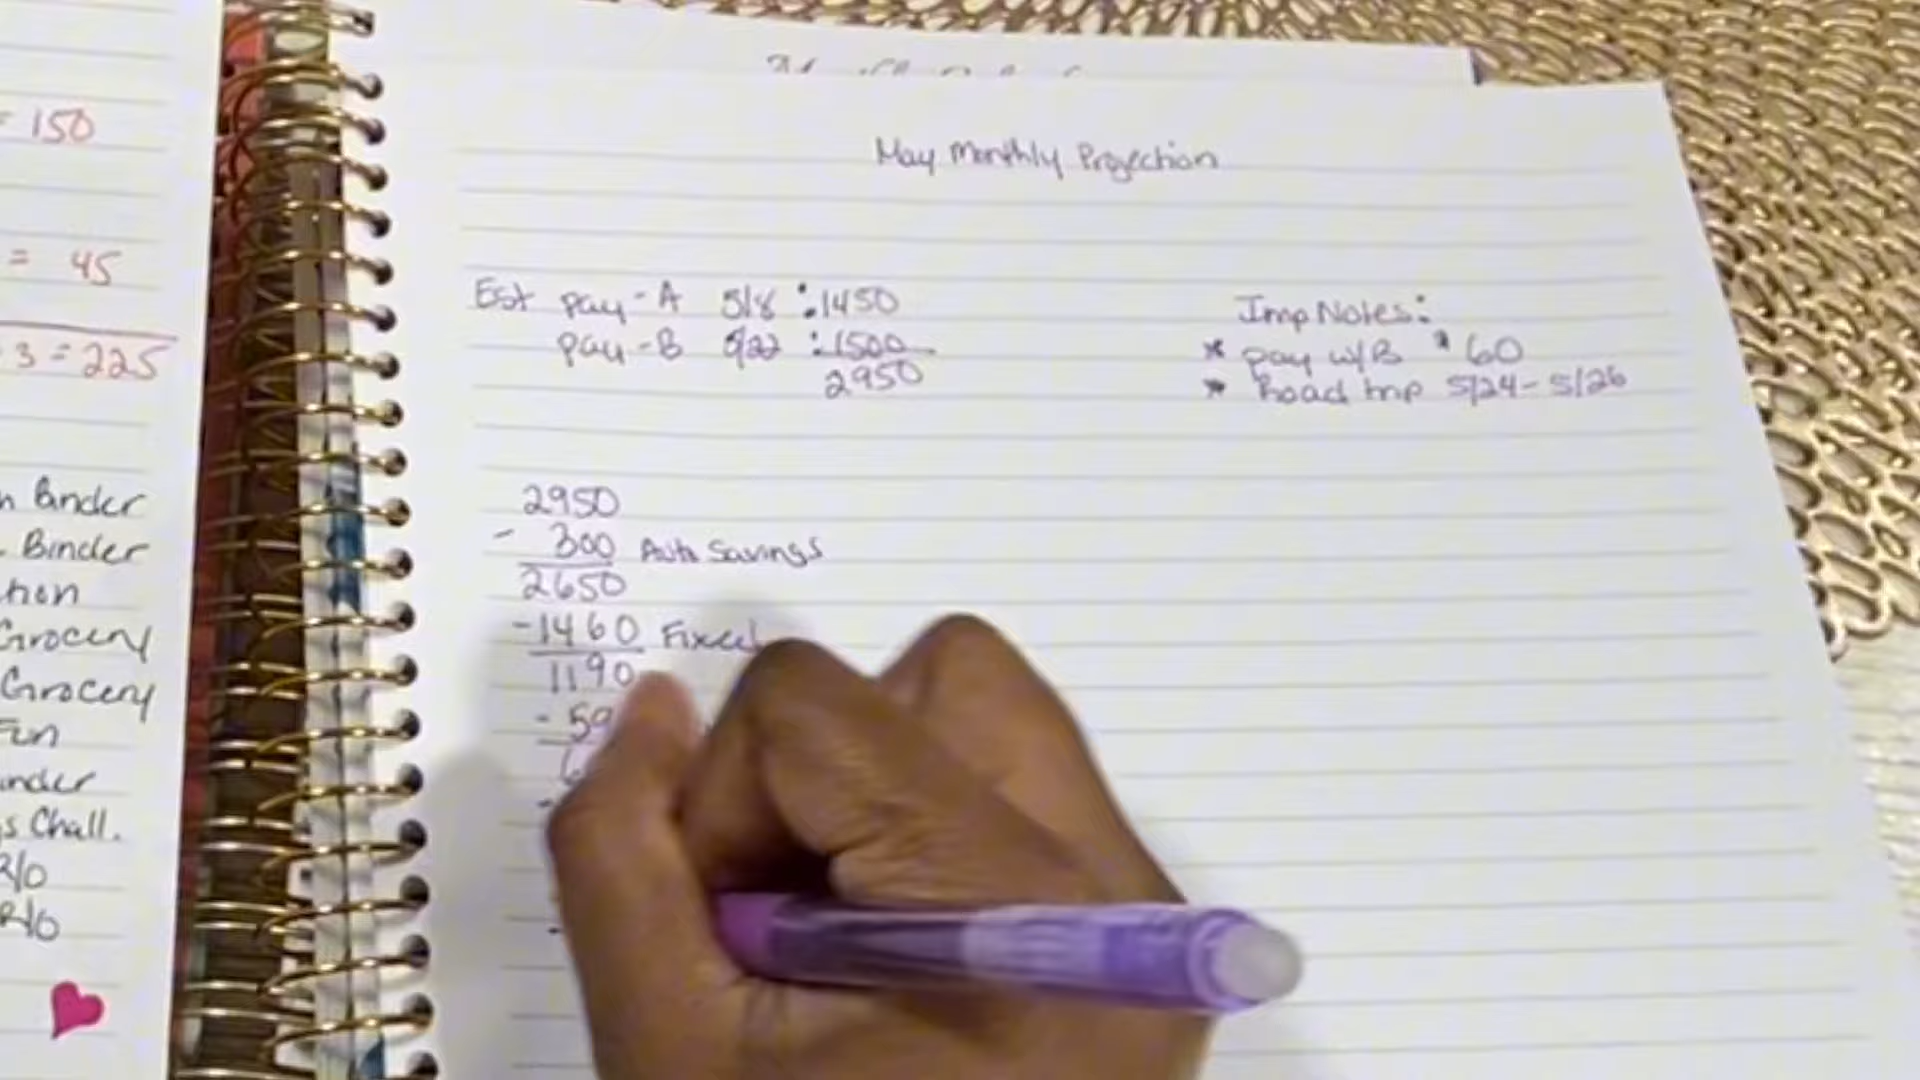 = 150
= 45
3 = 225
Binder
Binder
Grocery
Grocery
Fun
Chall.
R/O
R/O
May Monthly Projection
Est pay - A 5/8 : 1450
pay - B 5/22 : 1500
2950
Imp Notes:
* pay w/B $60
* Road trip 5/24 - 5/26
2950
- 300 Auto Savings
2650
- 1460 Fixed
1190
- 59
6
-
-